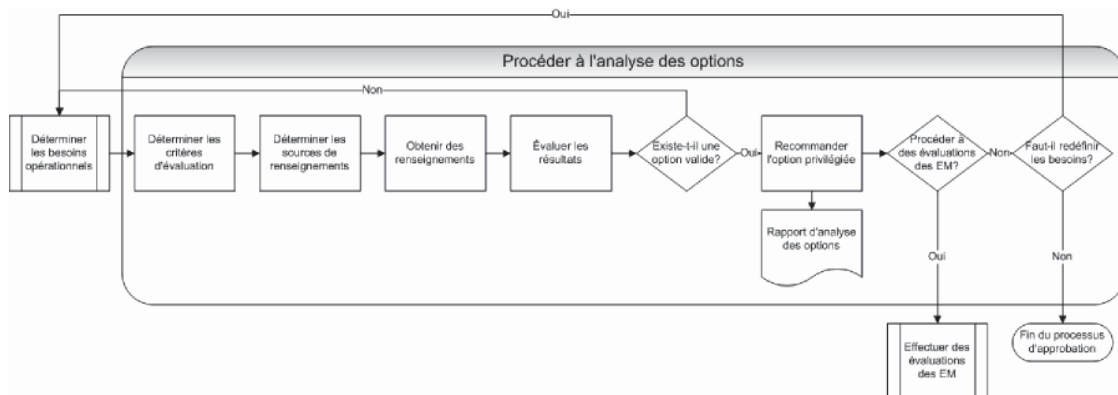 Oui
Procéder à l'analyse des options
Non
Déterminer
les besoins
opérationnels
Déterminer les
critères
d'évaluation
Déterminer les
sources de
renseignements
Obtenir des
renseignements
Évaluer les
résultats
Existe-t-il une
option valide?
Oui
Recommander
l'option privilégiée
Procéder à
des évaluations
des EM?
Non
Faut-il redéfinir
les besoins?
Rapport d'analyse
des options
Oui
Non
Effectuer des
évaluations
des EM
Fin du processus
d'approbation